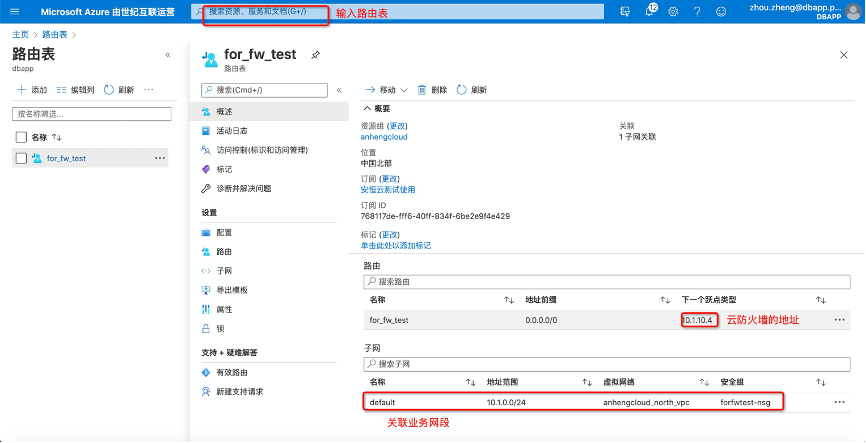 Microsoft Azure 由世纪互联运营
搜索资源、服务和文档(G+/)
输入路由表
12
zhou.zheng@dbapp.p...
DBAPP
主页 > 路由表 >
路由表
dbapp
«
添加 编辑列 刷新 ...
按名称筛选...
名称 ↑↓
for_fw_test ...
for_fw_test
路由表
搜索(Cmd+/)
«
概述
活动日志
访问控制(标识和访问管理)
标记
诊断并解决问题
设置
配置
路由
子网
导出模板
属性
锁
支持 + 疑难解答
有效路由
新建支持请求
移动 删除 刷新
概要
资源组 (更改)
anhengcloud
关联
1 子网关联
位置
中国北部
订阅 (更改)
安恒云测试使用
订阅 ID
768117de-fff6-40ff-834f-6be2e9f4e429
标记 (更改)
单击此处以添加标记
路由
搜索路由
名称 ↑↓ 地址前缀 ↑↓ 下一个跃点类型 ↑↓
for_fw_test 0.0.0.0/0 10.1.10.4 云防火墙的地址 ...
子网
搜索子网
名称 ↑↓ 地址范围 ↑↓ 虚拟网络 ↑↓ 安全组 ↑↓
default 10.1.0.0/24 anhengcloud_north_vpc forfwtest-nsg ...
关联业务网段